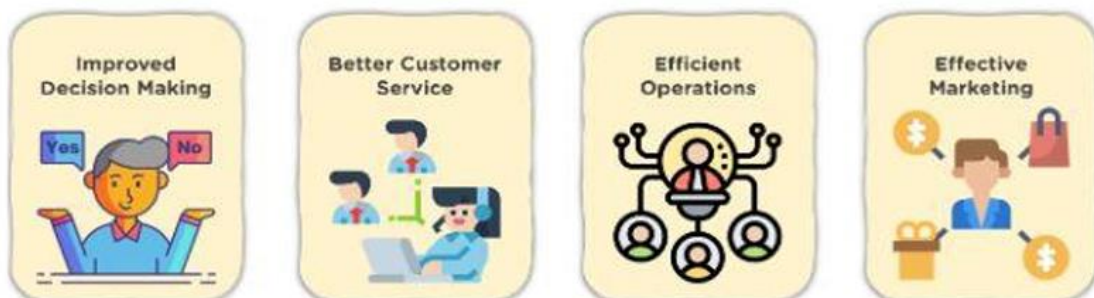 Improved
Decision Making
Yes
No
Better Customer
Service
Efficient
Operations
Effective
Marketing
$
$